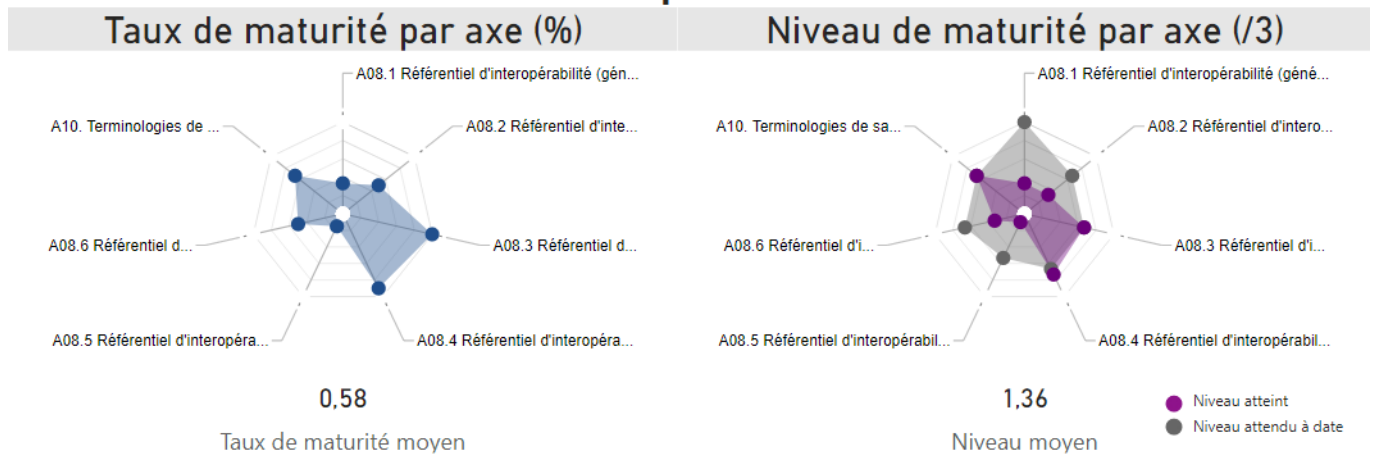 Taux de maturité par axe (%)
A08.1 Référentiel d'interopérabilité (gén...
A10. Terminologies de ...
A08.2 Référentiel d'inte...
A08.6 Référentiel d...
A08.3 Référentiel d...
A08.5 Référentiel d'interopéra...
A08.4 Référentiel d'interopéra...
0,58
Taux de maturité moyen
Niveau de maturité par axe (/3)
A08.1 Référentiel d'interopérabilité (géné...
A10. Terminologies de sa...
A08.2 Référentiel d'intero...
A08.6 Référentiel d'i...
A08.3 Référentiel d'i...
A08.5 Référentiel d'interopérabil...
A08.4 Référentiel d'interopérabil...
1,36
Niveau moyen
Niveau atteint
Niveau attendu à date